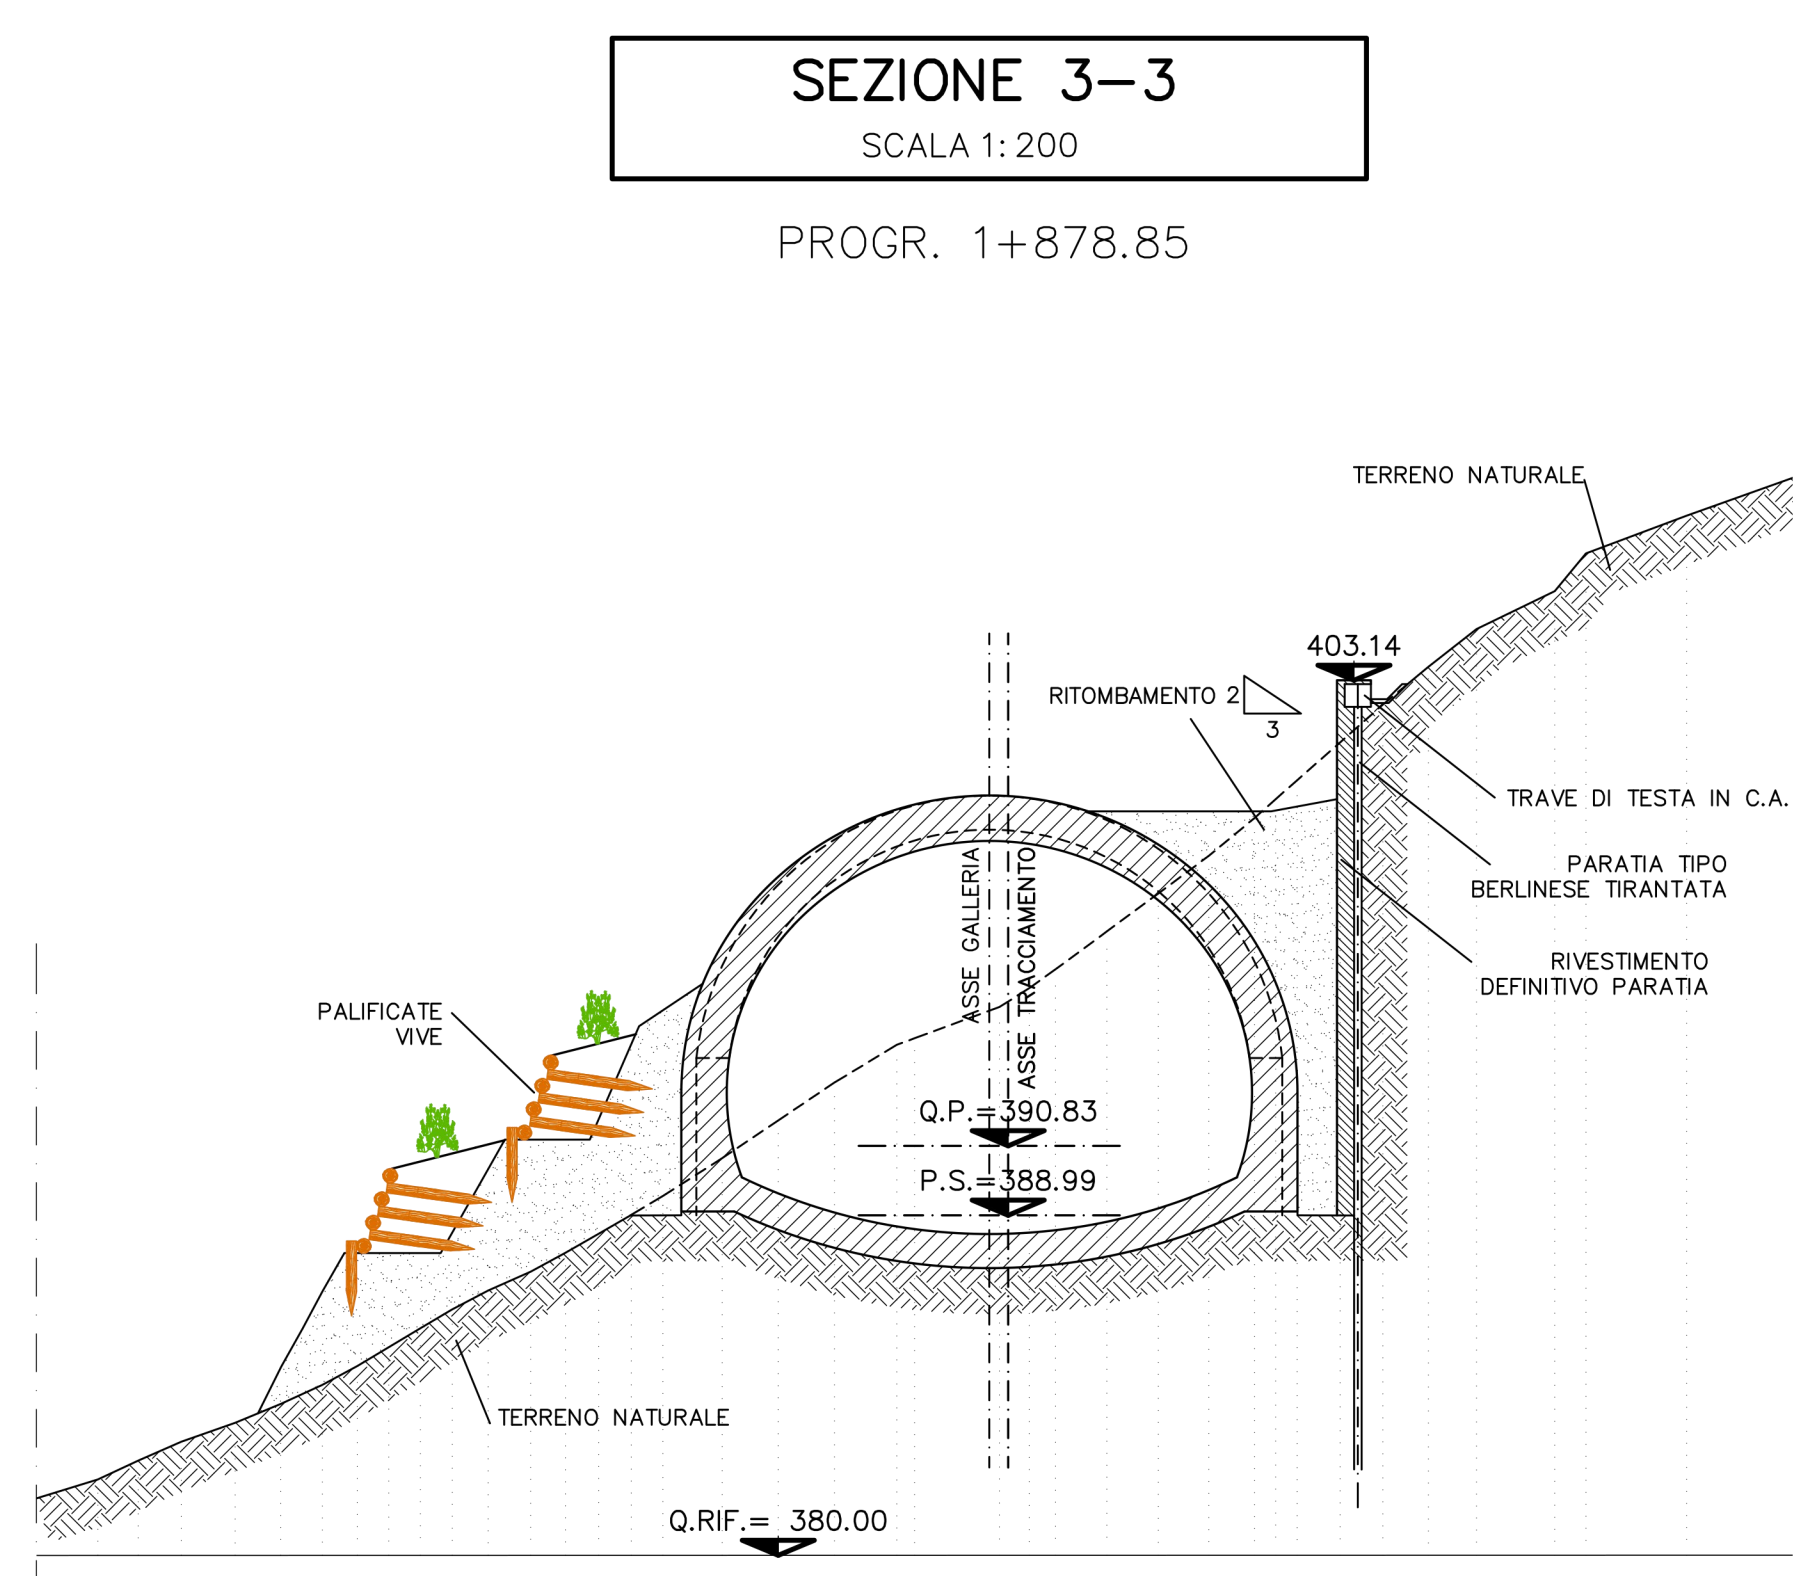 SEZIONE 3-3
SCALA 1:200
PROGR. 1+878.85
TERRENO NATURALE
403.14
RITOMBAMENTO 2
3
TRAVE DI TESTA IN C.A.
PARATIA TIPO
BERLINESE TIRANTATA
RIVESTIMENTO
DEFINITIVO PARATIA
ASSE GALLERIA
ASSE TRACCIAMENTO
PALIFICATE
VIVE
Q.P.=390.83
P.S.=388.99
TERRENO NATURALE
Q.RIF.= 380.00